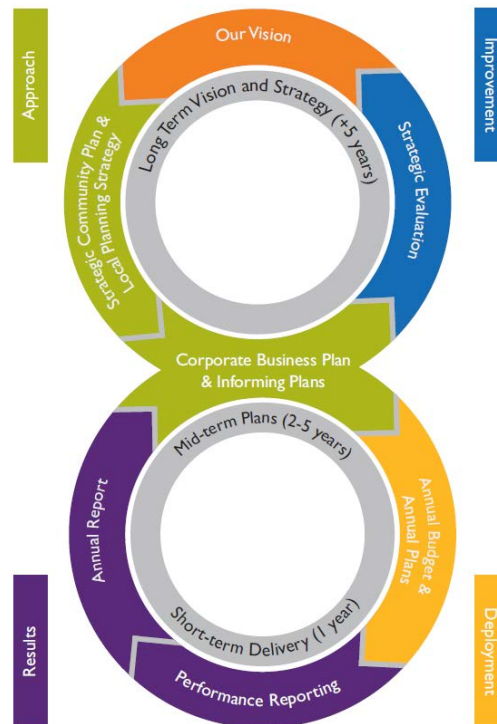 Approach
Improvement
Our Vision
Long Term Vision and Strategy (+5 years)
Strategic Community Plan &
Local Planning Strategy
Strategic Evaluation
Corporate Business Plan
& Informing Plans
Mid-term Plans (2-5 years)
Annual Report
Annual Budget &
Annual Plans
Short-term Delivery (1 year)
Performance Reporting
Results
Deployment